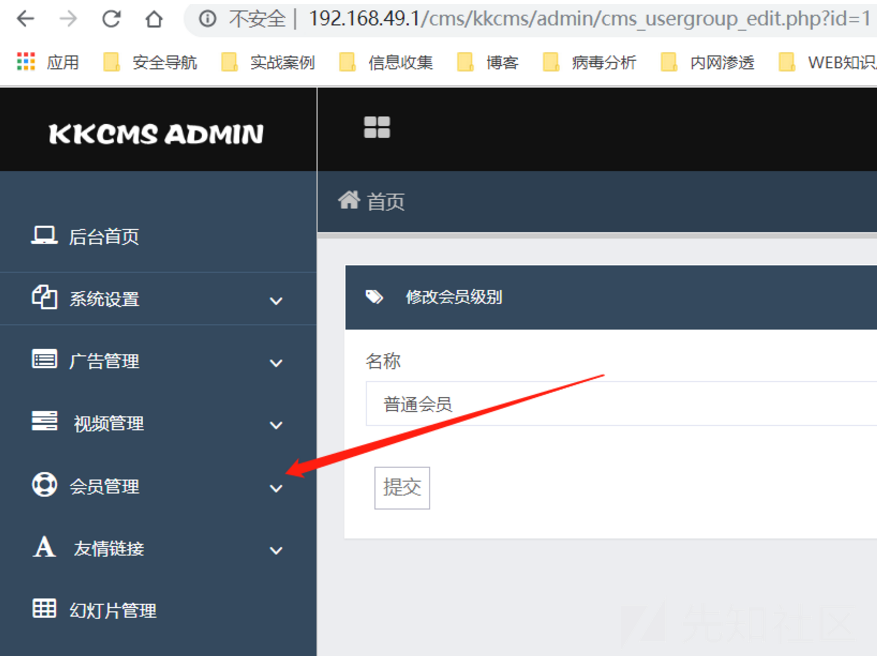 不安全 | 192.168.49.1/cms/kkcms/admin/cms_usergroup_edit.php?id=1
应用 安全导航 实战案例 信息收集 博客 病毒分析 内网渗透 WEB知识
KKCMS ADMIN
首页
后台首页
系统设置
修改会员级别
广告管理
名称
视频管理
普通会员
会员管理
提交
友情链接
幻灯片管理
先知社区